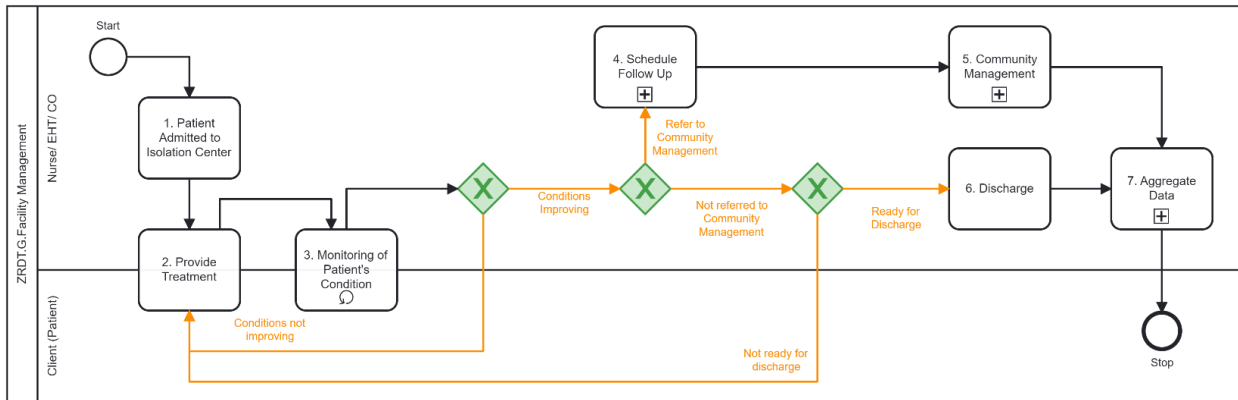 ZRDT.G.Facility Management
Nurse/ EHT/ CO
Client (Patient)
Start
1. Patient
Admitted to
Isolation Center
2. Provide
Treatment
3. Monitoring of
Patient's
Condition
Conditions not
improving
X
Conditions
Improving
X
Refer to
Community
Management
4. Schedule
Follow Up
Not referred to
Community
Management
X
Not ready for
discharge
Ready for
Discharge
5. Community
Management
6. Discharge
7. Aggregate
Data
Stop